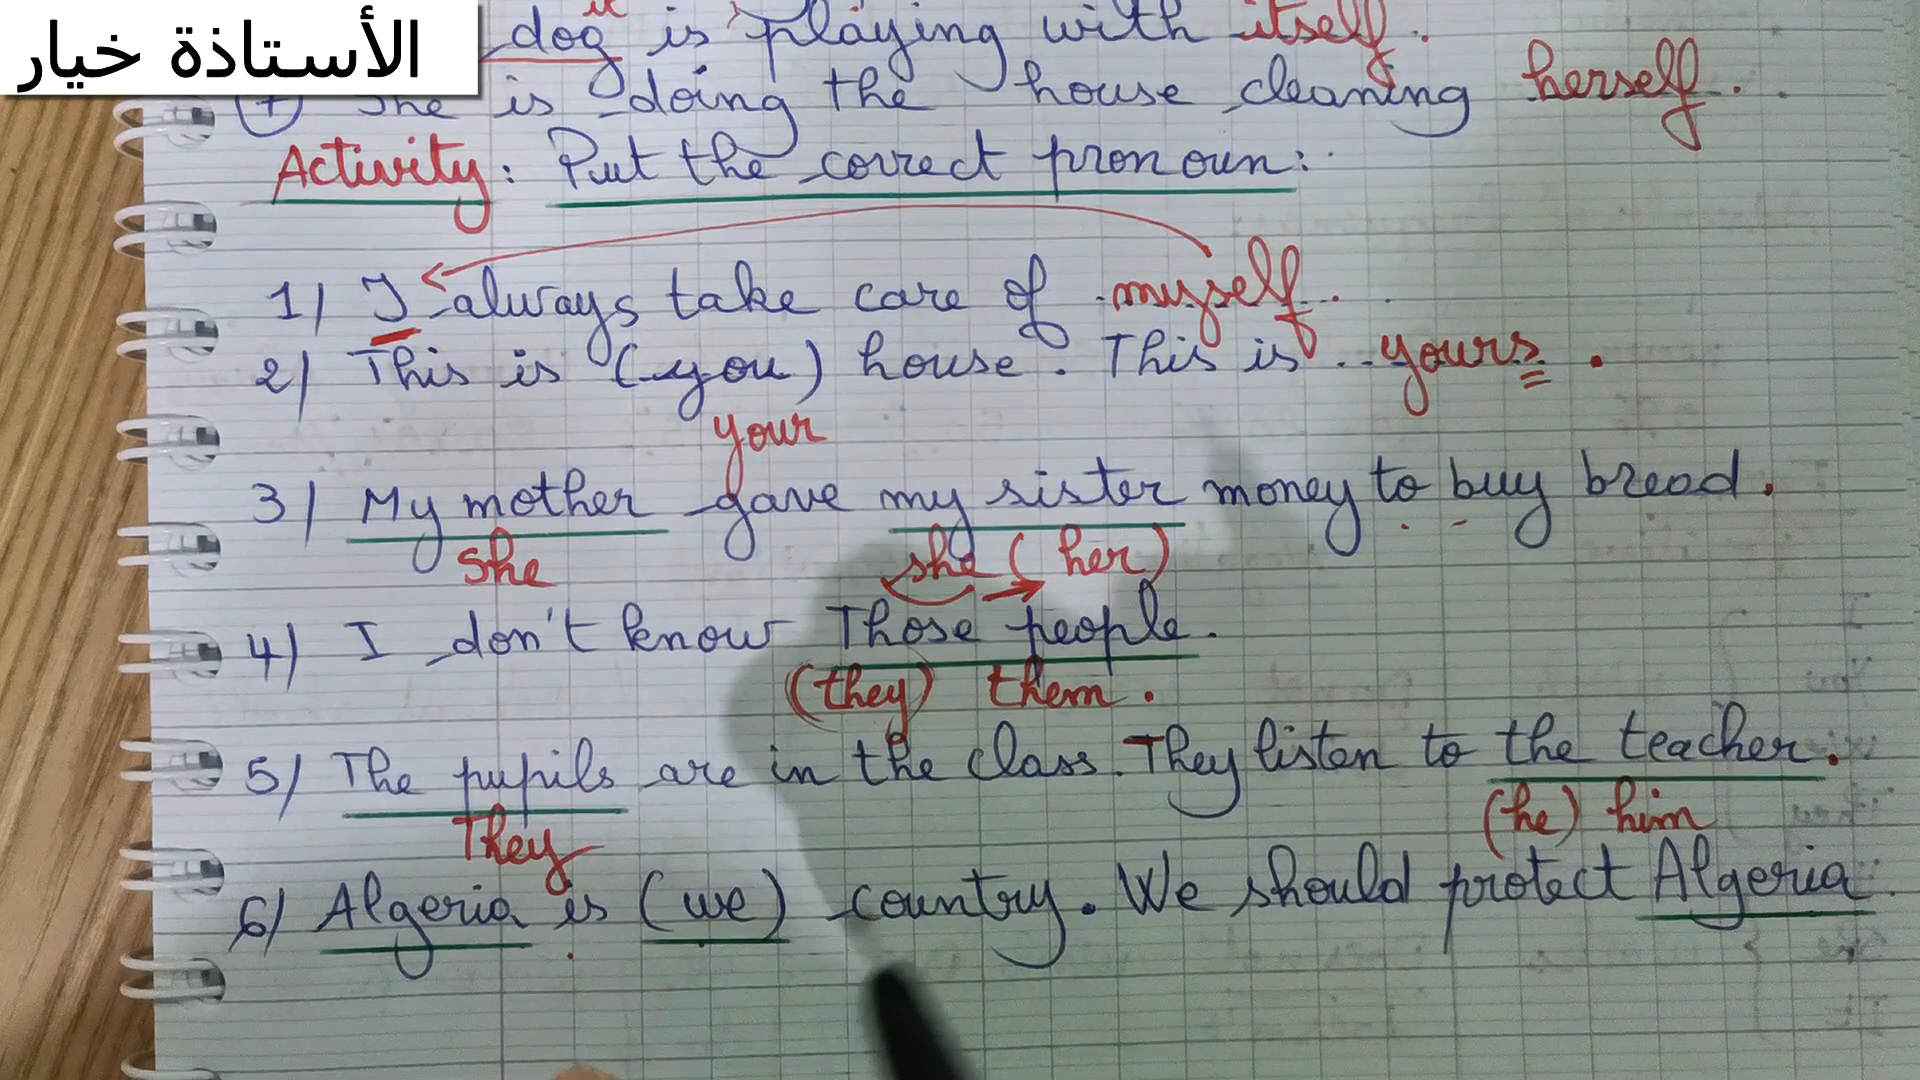 الأستاذة خيار
it
dog is playing with itself.
7 She is doing the house cleaning herself.
Activity: Put the correct pronoun:
1/ I always take care of myself.
2/ This is (you) house. This is yours.
your
3/ My mother gave my sister money to buy bread.
She she (her)
4/ I don't know Those people.
(they) them.
5/ The pupils are in the class. They listen to the teacher.
They (he) him
6/ Algeria is (we) country. We should protect Algeria